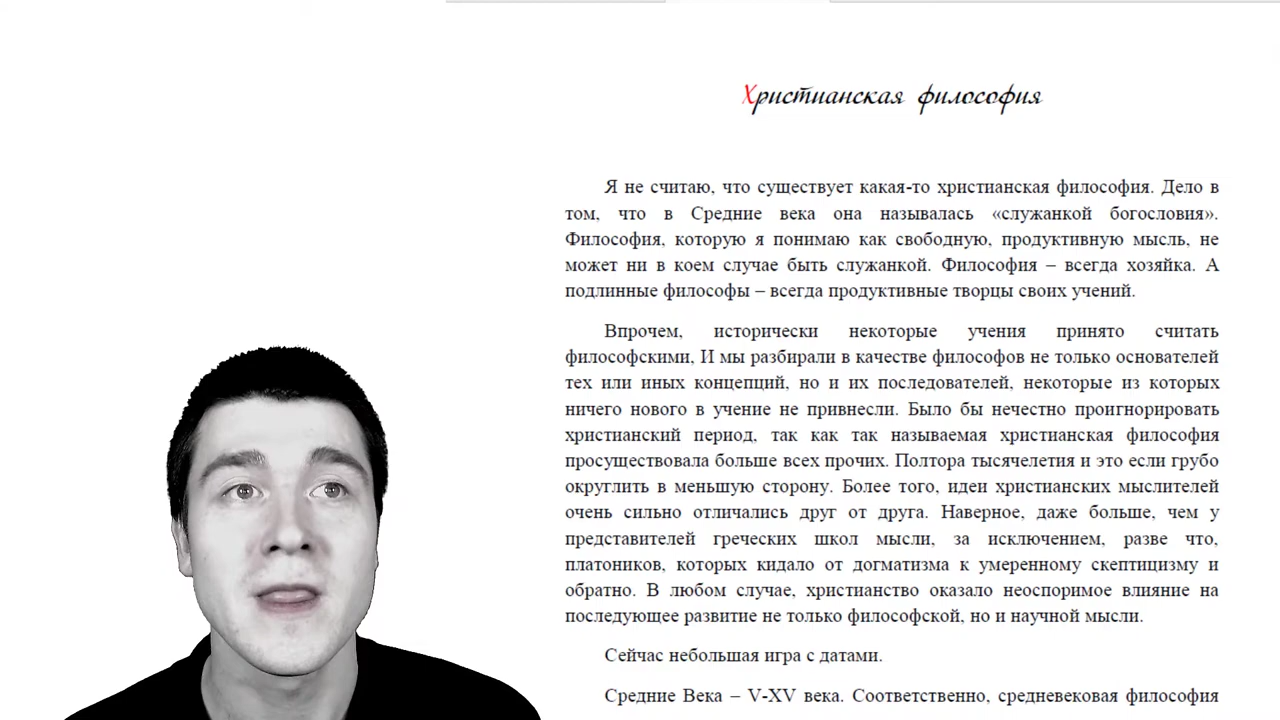 Христианская философия
Я не считаю, что существует какая-то христианская философия. Дело в
том, что в Средние века она называлась «служанкой богословия».
Философия, которую я понимаю как свободную, продуктивную мысль, не
может ни в коем случае быть служанкой. Философия – всегда хозяйка. А
подлинные философы – всегда продуктивные творцы своих учений.
Впрочем, исторически некоторые учения принято считать
философскими, И мы разбирали в качестве философов не только основателей
тех или иных концепций, но и их последователей, некоторые из которых
ничего нового в учение не привнесли. Было бы нечестно проигнорировать
христианский период, так как так называемая христианская философия
просуществовала больше всех прочих. Полтора тысячелетия и это если грубо
округлить в меньшую сторону. Более того, идеи христианских мыслителей
очень сильно отличались друг от друга. Наверное, даже больше, чем у
представителей греческих школ мысли, за исключением, разве что,
платоников, которых кидало от догматизма к умеренному скептицизму и
обратно. В любом случае, христианство оказало неоспоримое влияние на
последующее развитие не только философской, но и научной мысли.
Сейчас небольшая игра с датами.
Средние Века – V-XV века. Соответственно, средневековая философия